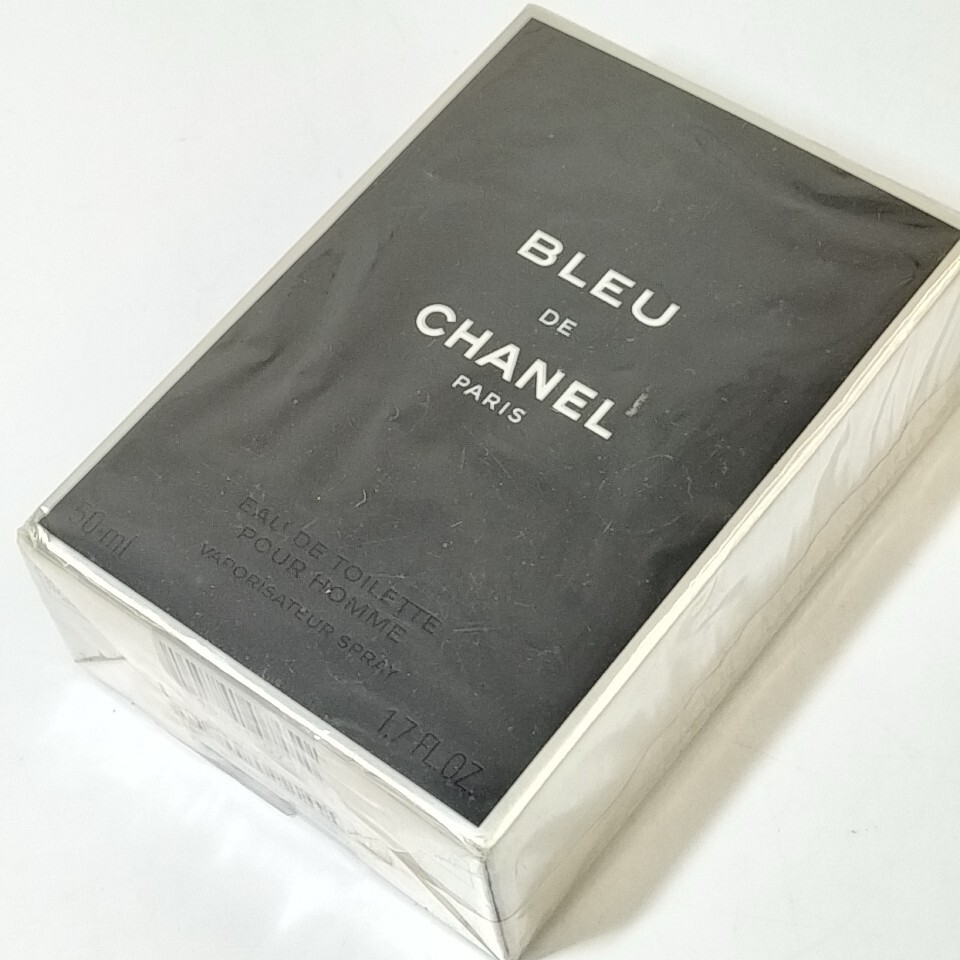 BLEU
DE
CHANEL
PARIS
EAU DE TOILETTE
POUR HOMME
VAPORISATEUR SPRAY
50 ml
1.7 FL.OZ.